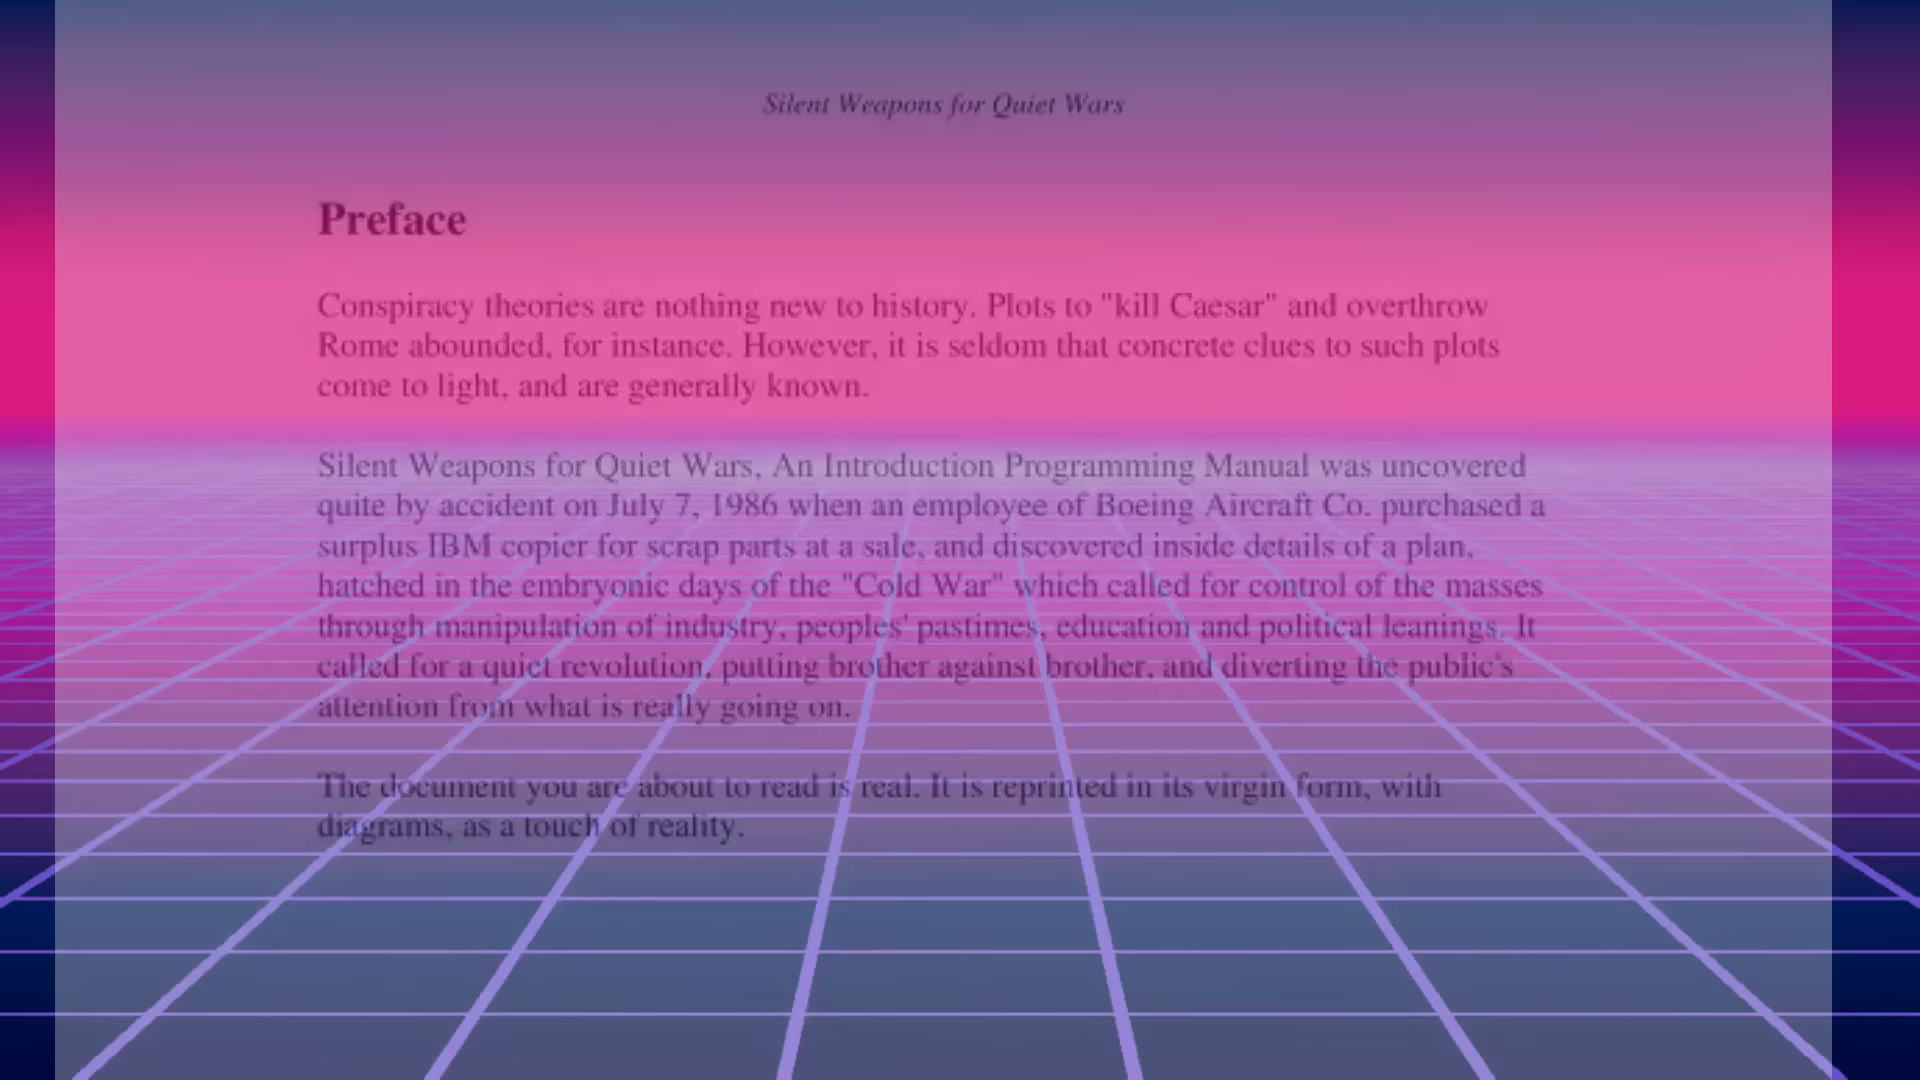 Silent Weapons for Quiet Wars
Preface
Conspiracy theories are nothing new to history. Plots to "kill Caesar" and overthrow
Rome abounded, for instance. However, it is seldom that concrete clues to such plots
come to light, and are generally known.
Silent Weapons for Quiet Wars, An Introduction Programming Manual was uncovered
quite by accident on July 7, 1986 when an employee of Boeing Aircraft Co. purchased a
surplus IBM copier for scrap parts at a sale, and discovered inside details of a plan,
hatched in the embryonic days of the "Cold War" which called for control of the masses
through manipulation of industry, peoples' pastimes, education and political leanings. It
called for a quiet revolution, putting brother against brother, and diverting the public's
attention from what is really going on.
The document you are about to read is real. It is reprinted in its virgin form, with
diagrams, as a touch of reality.